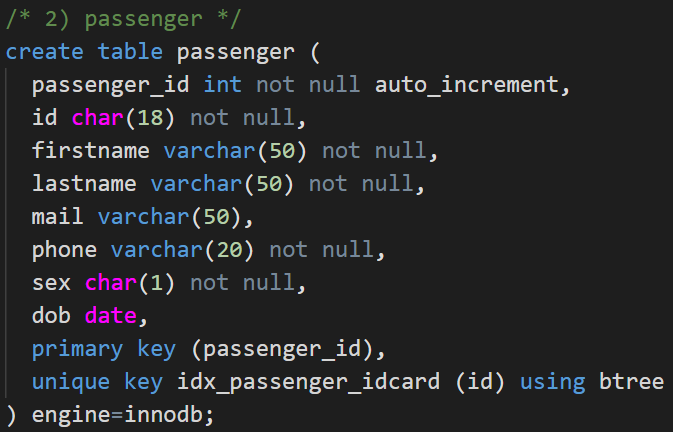 /* 2) passenger */
create table passenger (
  passenger_id int not null auto_increment,
  id char(18) not null,
  firstname varchar(50) not null,
  lastname varchar(50) not null,
  mail varchar(50),
  phone varchar(20) not null,
  sex char(1) not null,
  dob date,
  primary key (passenger_id),
  unique key idx_passenger_idcard (id) using btree
) engine=innodb;